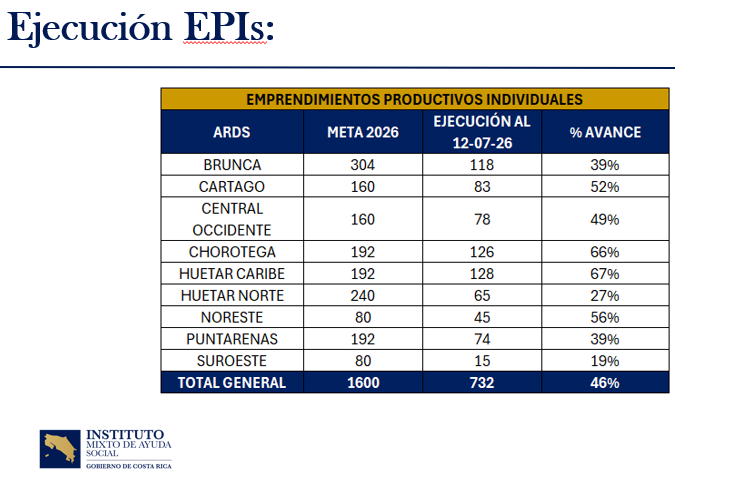 Ejecución EPIs:
EMPRENDIMIENTOS PRODUCTIVOS INDIVIDUALES
ARDS META 2026 EJECUCIÓN AL 12-07-26 % AVANCE
BRUNCA 304 118 39%
CARTAGO 160 83 52%
CENTRAL OCCIDENTE 160 78 49%
CHOROTEGA 192 126 66%
HUETAR CARIBE 192 128 67%
HUETAR NORTE 240 65 27%
NORESTE 80 45 56%
PUNTARENAS 192 74 39%
SUROESTE 80 15 19%
TOTAL GENERAL 1600 732 46%
INSTITUTO
MIXTO DE AYUDA
SOCIAL
GOBIERNO DE COSTA RICA